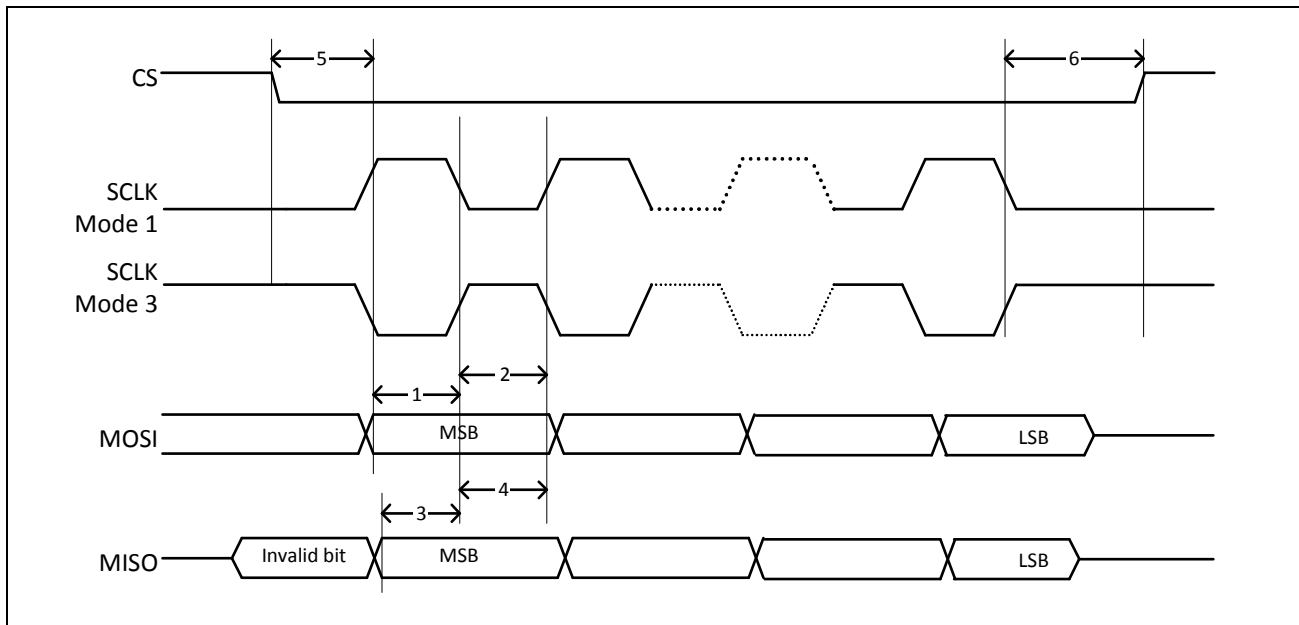 5
6
CS
SCLK
Mode 1
SCLK
Mode 3
2
1
MOSI
MSB
LSB
4
3
MISO
Invalid bit
MSB
LSB